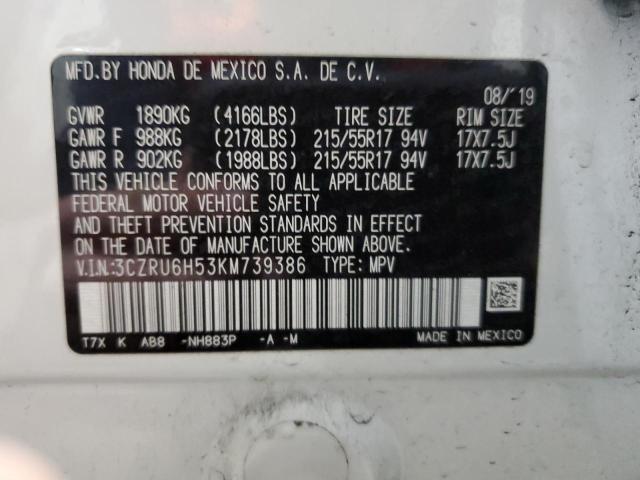 MFD.BY HONDA DE MEXICO S.A. DE C.V.
08/'19
GVWR 1890KG (4166LBS) TIRE SIZE RIM SIZE
GAWR F 988KG (2178LBS) 215/55R17 94V 17X7.5J
GAWR R 902KG (1988LBS) 215/55R17 94V 17X7.5J
THIS VEHICLE CONFORMS TO ALL APPLICABLE
FEDERAL MOTOR VEHICLE SAFETY
AND THEFT PREVENTION STANDARDS IN EFFECT
ON THE DATE OF MANUFACTURE SHOWN ABOVE.
V.I.N.:3CZRU6H53KM739386 TYPE: MPV
T7X K AB8 -NH883P -A -M MADE IN MEXICO